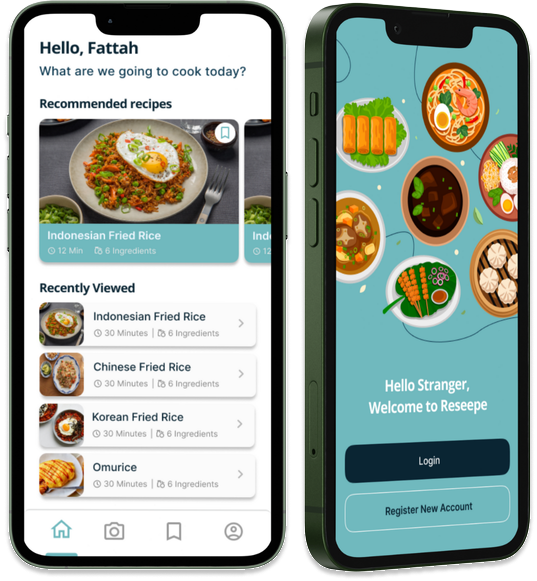 Hello, Fattah
What are we going to cook today?
Recommended recipes
Indonesian Fried Rice
12 Min
6 Ingredients
Indo
Recently Viewed
Indonesian Fried Rice
30 Minutes | 6 Ingredients
Chinese Fried Rice
30 Minutes | 6 Ingredients
Korean Fried Rice
30 Minutes | 6 Ingredients
Omurice
30 Minutes | 6 Ingredients
Hello Stranger,
Welcome to Reseepe
Login
Register New Account